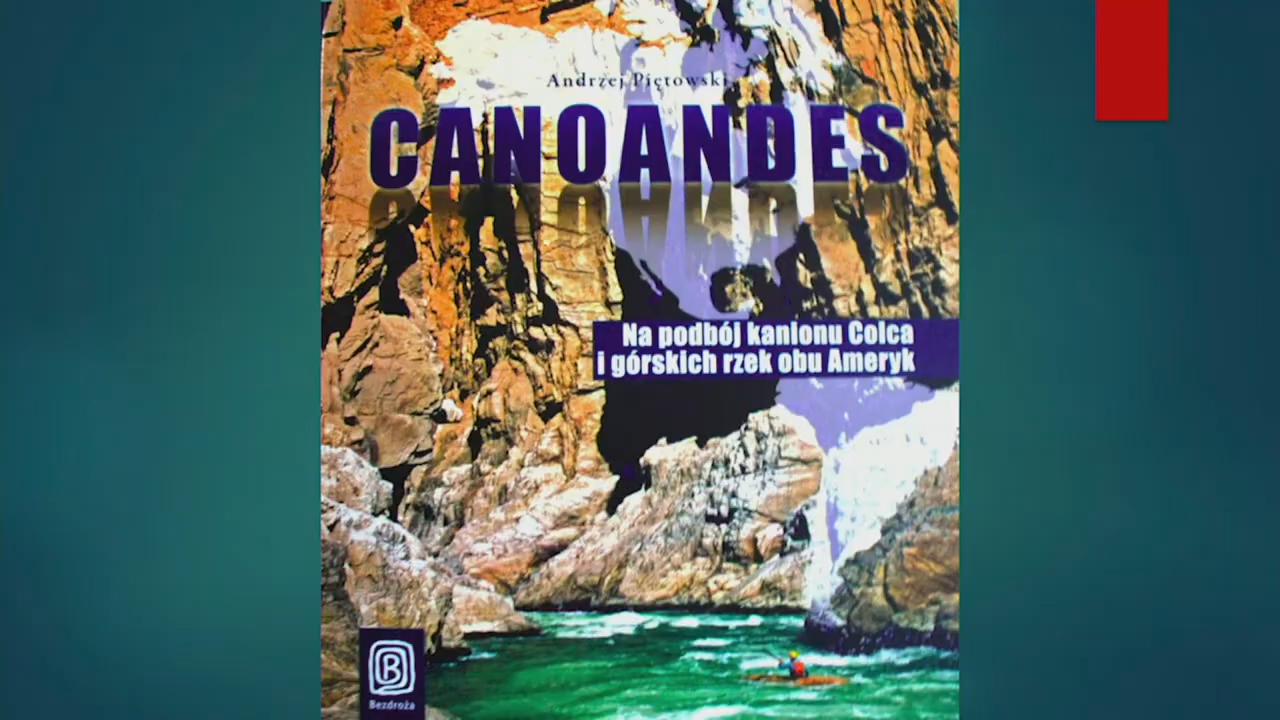 Andrzej Piętowski
CANOANDES
Na podbój kanionu Colca
i górskich rzek obu Ameryk
B
Bezdroża